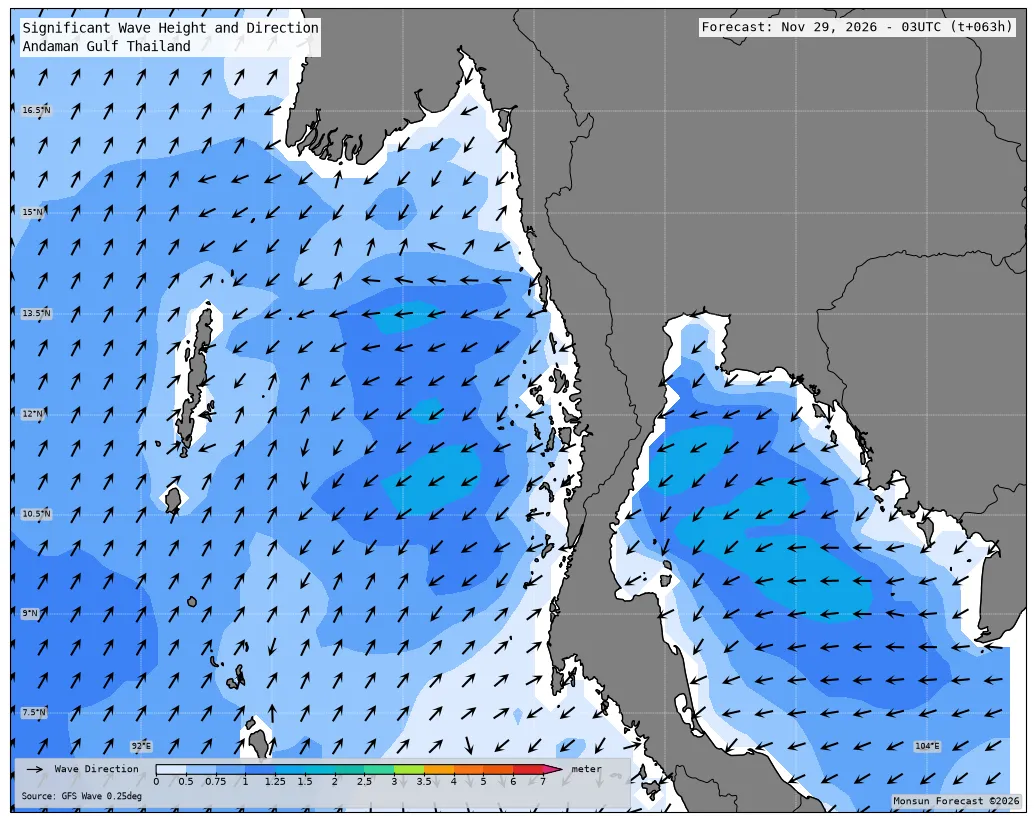 Significant Wave Height and Direction
Andaman Gulf Thailand
Forecast: Nov 29, 2026 - 03UTC (t+063h)
16.5°N
15°N
13.5°N
12°N
10.5°N
9°N
7.5°N
92°E
104°E
Wave Direction
0.5 0.75 1 1.25 1.5 2 2.5 3 3.5 4 5 6 7 meter
Source: GFS Wave 0.25deg
Monsun Forecast ©2026